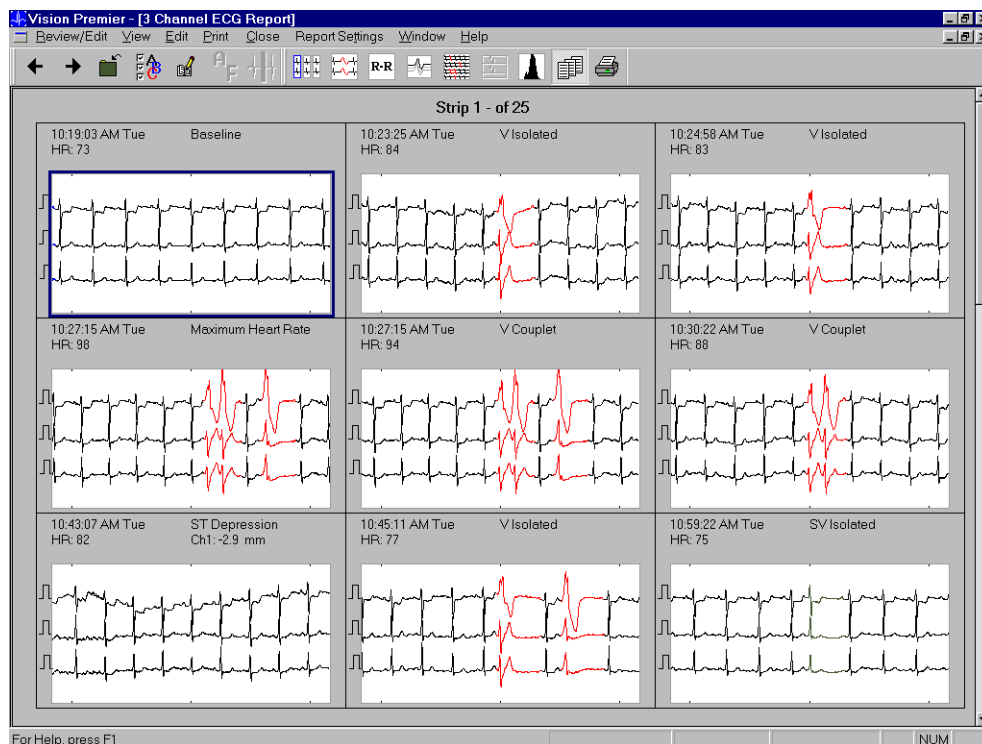 Vision Premier - [3 Channel ECG Report]
Review/Edit View Edit Print Close Report Settings Window Help
A B C A F R-R
Strip 1 - of 25
10:19:03 AM Tue Baseline
HR: 73
10:23:25 AM Tue V Isolated
HR: 84
10:24:58 AM Tue V Isolated
HR: 83
10:27:15 AM Tue Maximum Heart Rate
HR: 98
10:27:15 AM Tue V Couplet
HR: 94
10:30:22 AM Tue V Couplet
HR: 88
10:43:07 AM Tue ST Depression
HR: 82 Ch1: -2.9 mm
10:45:11 AM Tue V Isolated
HR: 77
10:59:22 AM Tue SV Isolated
HR: 75
For Help, press F1 NUM